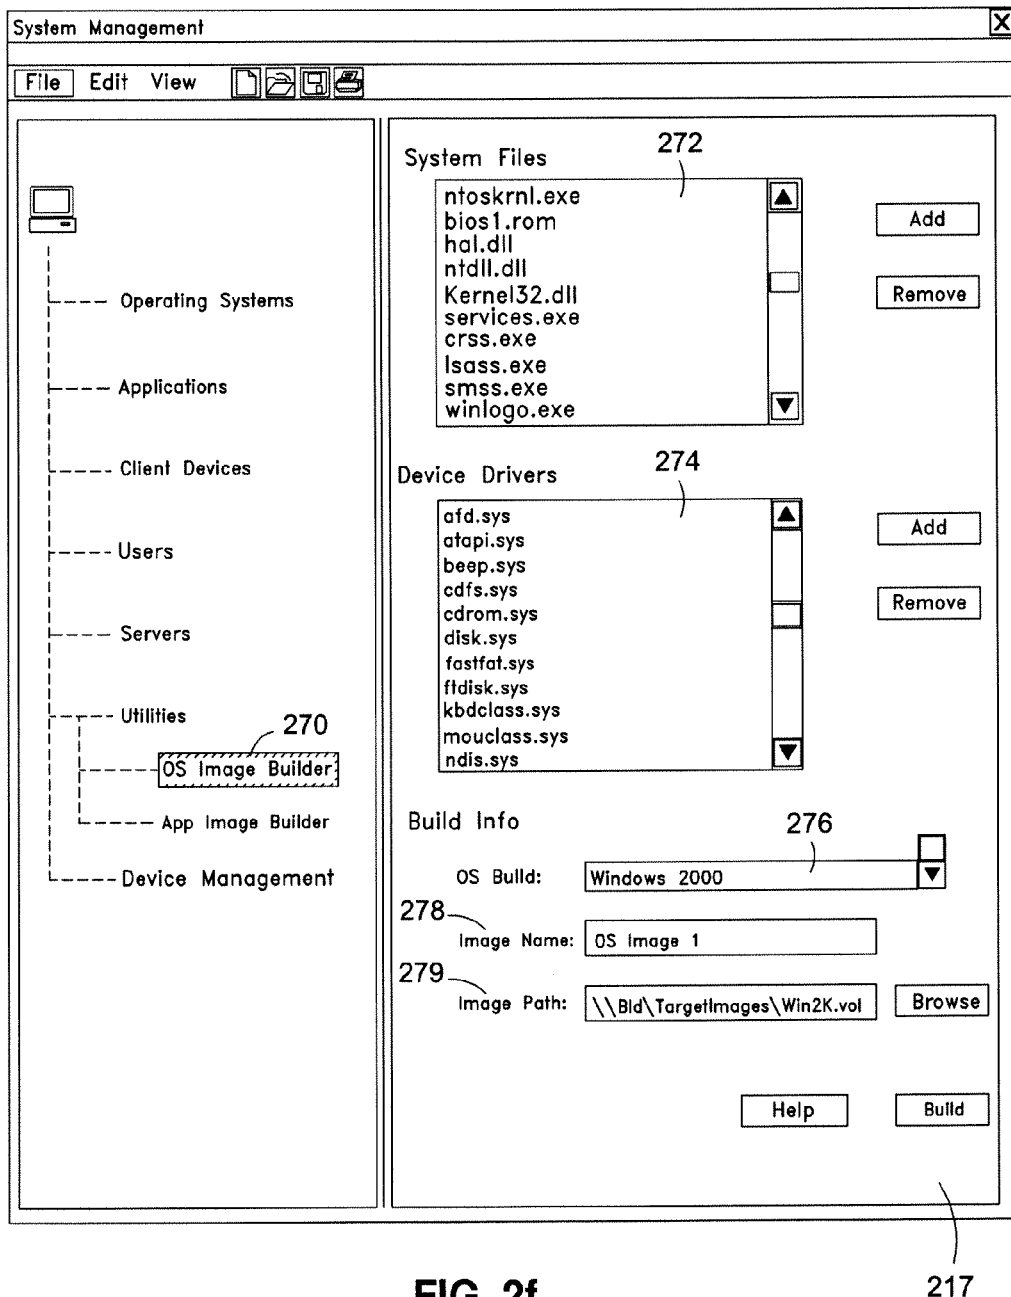 System Management
X
File Edit View
272
System Files
ntoskrnl.exe
bios1.rom
hal.dll
ntdll.dll
Kernel32.dll
services.exe
crss.exe
lsass.exe
smss.exe
winlogo.exe
Add
Remove
Operating Systems
Applications
Client Devices
Users
Servers
Utilities
270
OS Image Builder
App Image Builder
Device Management
274
Device Drivers
afd.sys
atapi.sys
beep.sys
cdfs.sys
cdrom.sys
disk.sys
fastfat.sys
ftdisk.sys
kbdclass.sys
mouclass.sys
ndis.sys
Add
Remove
Build Info
276
OS Build: Windows 2000
278
Image Name: OS Image 1
279
Image Path: \\Bld\TargetImages\Win2K.vol Browse
Help Build
217
FIG. 2f